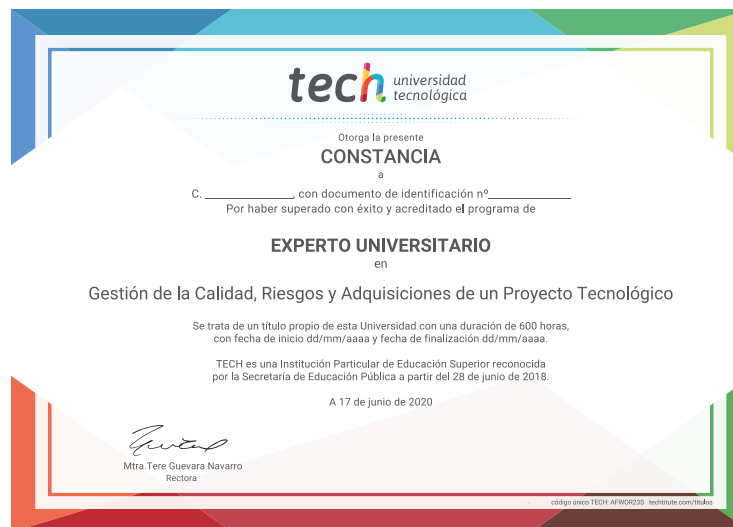 tech universidad
tecnológica
Otorga la presente
CONSTANCIA
a
C. ______________, con documento de identificación nº_____________
Por haber superado con éxito y acreditado el programa de
EXPERTO UNIVERSITARIO
en
Gestión de la Calidad, Riesgos y Adquisiciones de un Proyecto Tecnológico
Se trata de un título propio de esta Universidad con una duración de 600 horas,
con fecha de inicio dd/mm/aaaa y fecha de finalización dd/mm/aaaa.
TECH es una Institución Particular de Educación Superior reconocida
por la Secretaría de Educación Pública a partir del 28 de junio de 2018.
A 17 de junio de 2020
Mtra.Tere Guevara Navarro
Rectora
código único TECH: AFWOR23S techtitute.com/titulos